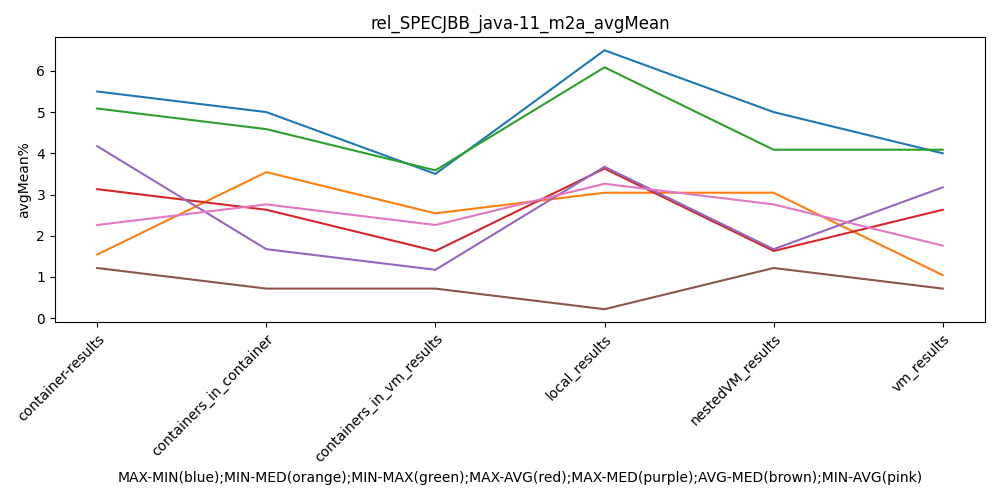 rel_SPECJBB_java-11_m2a_avgMean
avgMean%
6
5
4
3
2
1
0
container-results
containers_in_container
containers_in_vm_results
local_results
nestedVM_results
vm_results
MAX-MIN(blue);MIN-MED(orange);MIN-MAX(green);MAX-AVG(red);MAX-MED(purple);AVG-MED(brown);MIN-AVG(pink)